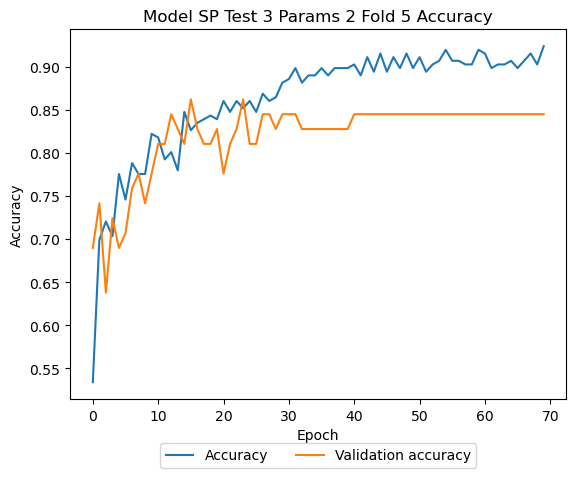 Model SP Test 3 Params 2 Fold 5 Accuracy
Accuracy
0.90
0.85
0.80
0.75
0.70
0.65
0.60
0.55
0 10 20 30 40 50 60 70
Epoch
Accuracy Validation accuracy